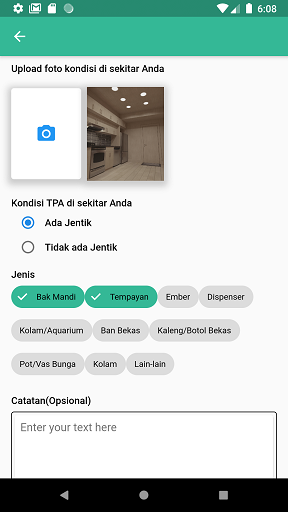 6:08
Upload foto kondisi di sekitar Anda
Kondisi TPA di sekitar Anda
Ada Jentik
Tidak ada Jentik
Jenis
Bak Mandi Tempayan Ember Dispenser
Kolam/Aquarium Ban Bekas Kaleng/Botol Bekas
Pot/Vas Bunga Kolam Lain-lain
Catatan(Opsional)
Enter your text here